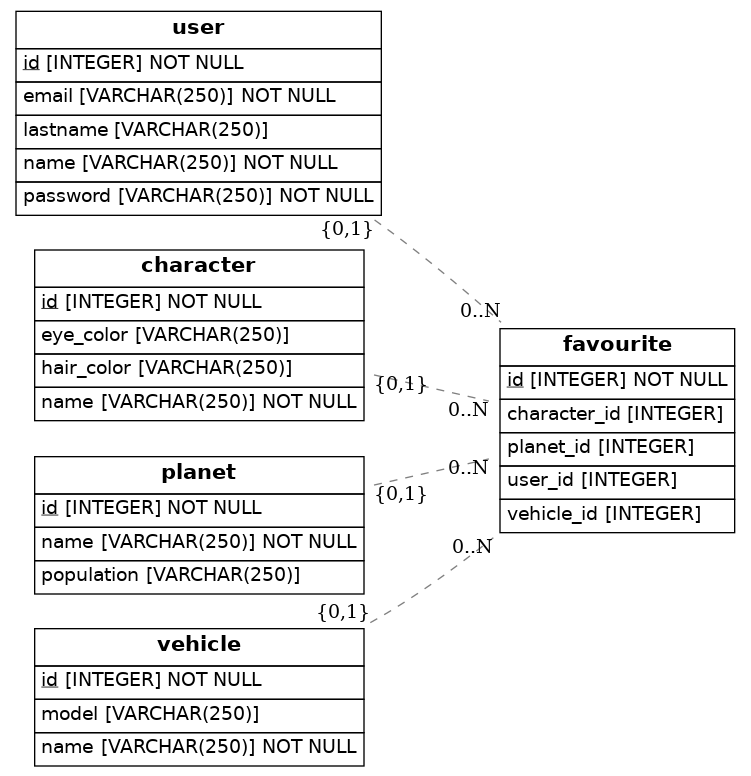 user
id [INTEGER] NOT NULL
email [VARCHAR(250)] NOT NULL
lastname [VARCHAR(250)]
name [VARCHAR(250)] NOT NULL
password [VARCHAR(250)] NOT NULL
{0,1}
0..N
character
id [INTEGER] NOT NULL
eye_color [VARCHAR(250)]
hair_color [VARCHAR(250)]
name [VARCHAR(250)] NOT NULL
{0,1}
0..N
favourite
id [INTEGER] NOT NULL
character_id [INTEGER]
planet_id [INTEGER]
user_id [INTEGER]
vehicle_id [INTEGER]
planet
id [INTEGER] NOT NULL
name [VARCHAR(250)] NOT NULL
population [VARCHAR(250)]
0..N
{0,1}
0..N
{0,1}
vehicle
id [INTEGER] NOT NULL
model [VARCHAR(250)]
name [VARCHAR(250)] NOT NULL